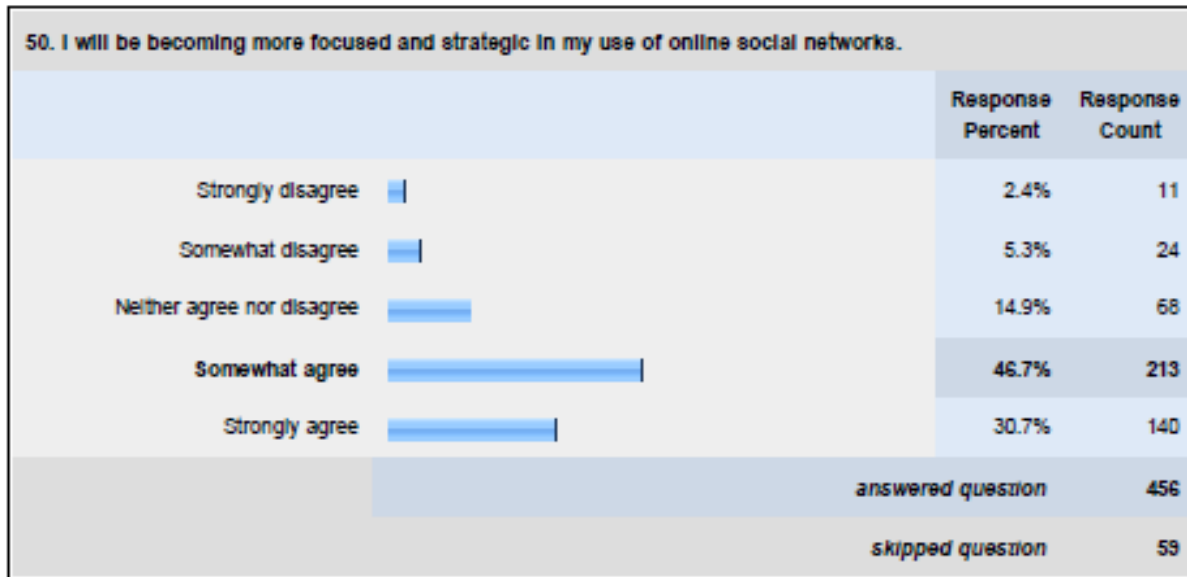 50. I will be becoming more focused and strategic in my use of online social networks.
Response Percent Response Count
Strongly disagree 2.4% 11
Somewhat disagree 5.3% 24
Neither agree nor disagree 14.9% 68
Somewhat agree 46.7% 213
Strongly agree 30.7% 140
answered question 456
skipped question 59